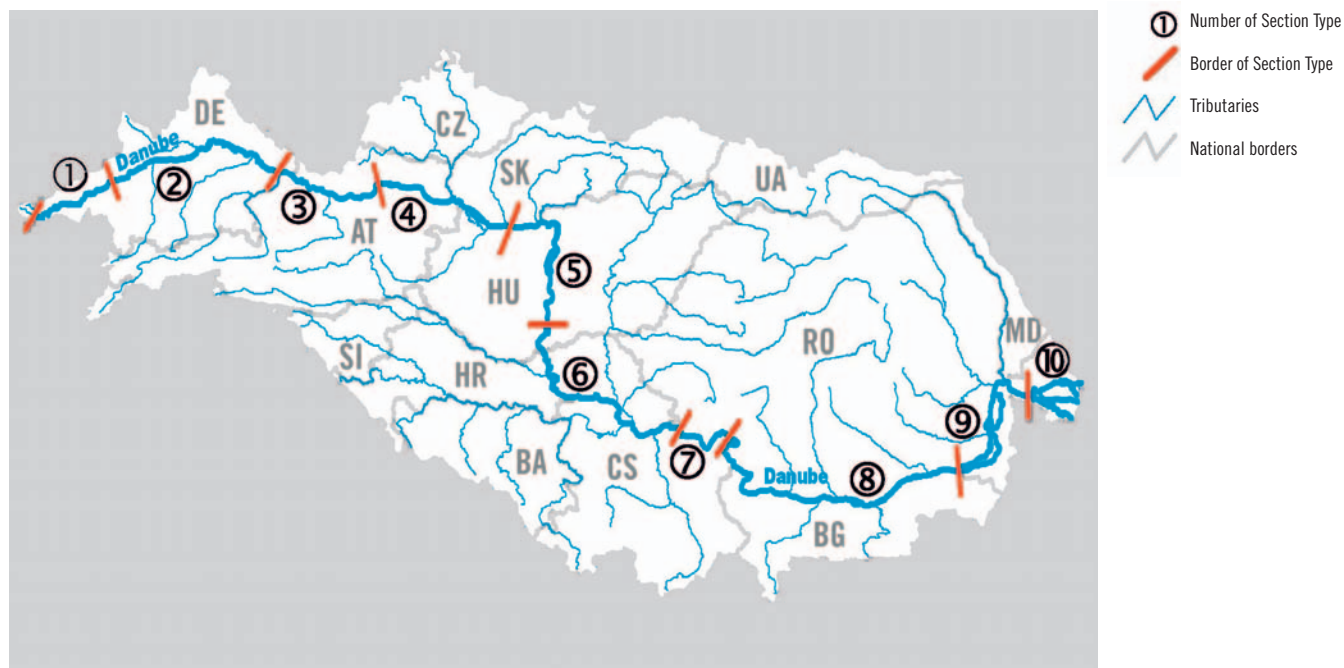 ① Number of Section Type
Border of Section Type
Tributaries
National borders
DE
CZ
Danube
①
②
SK
UA
③
④
AT
⑤
HU
MD
RO
⑩
SI
HR
⑥
⑨
⑦
BA
CS
Danube
⑧
BG